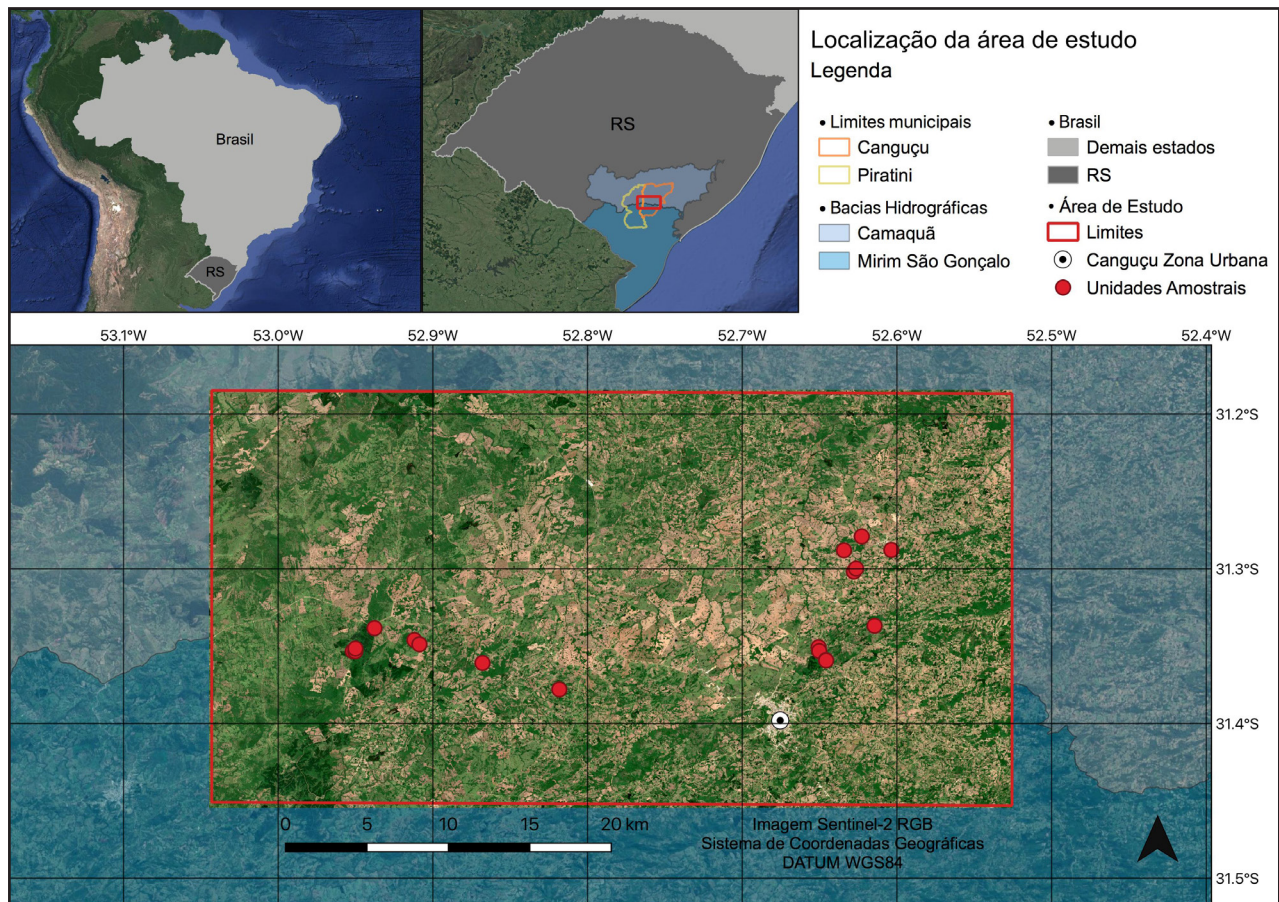 Brasil
RS
RS
Localização da área de estudo
Legenda
• Limites municipais
Canguçu
Piratini
• Bacias Hidrográficas
Camaquã
Mirim São Gonçalo
• Brasil
Demais estados
RS
• Área de Estudo
Limites
Canguçu Zona Urbana
Unidades Amostrais
53.1°W 53.0°W 52.9°W 52.8°W 52.7°W 52.6°W 52.5°W 52.4°W
31.2°S
31.3°S
31.4°S
31.5°S
0 5 10 15 20 km
Imagem Sentinel-2 RGB
Sistema de Coordenadas Geográficas
DATUM WGS84